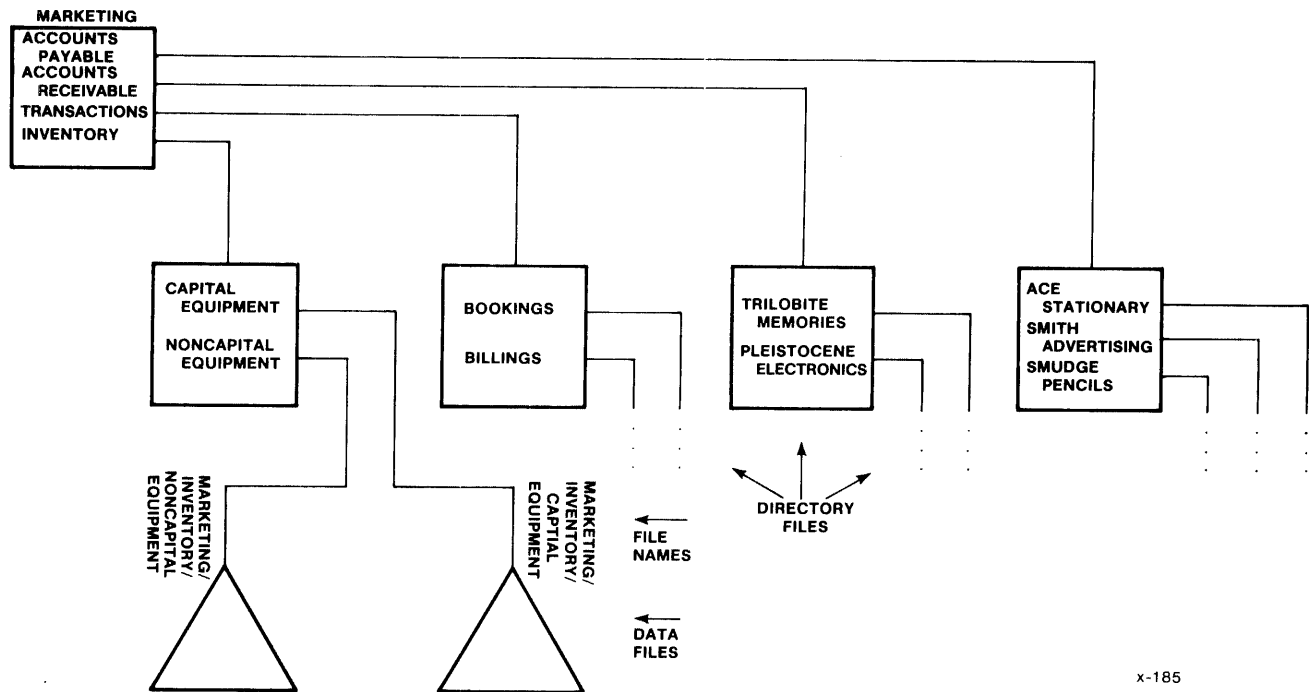 MARKETING
ACCOUNTS
PAYABLE
ACCOUNTS
RECEIVABLE
TRANSACTIONS
INVENTORY
CAPITAL
EQUIPMENT
NONCAPITAL
EQUIPMENT
BOOKINGS
BILLINGS
TRILOBITE
MEMORIES
PLEISTOCENE
ELECTRONICS
ACE
STATIONARY
SMITH
ADVERTISING
SMUDGE
PENCILS
MARKETING/
INVENTORY/
NONCAPITAL
EQUIPMENT
MARKETING/
INVENTORY/
CAPTIAL
EQUIPMENT
FILE
NAMES
DIRECTORY
FILES
DATA
FILES
x-185